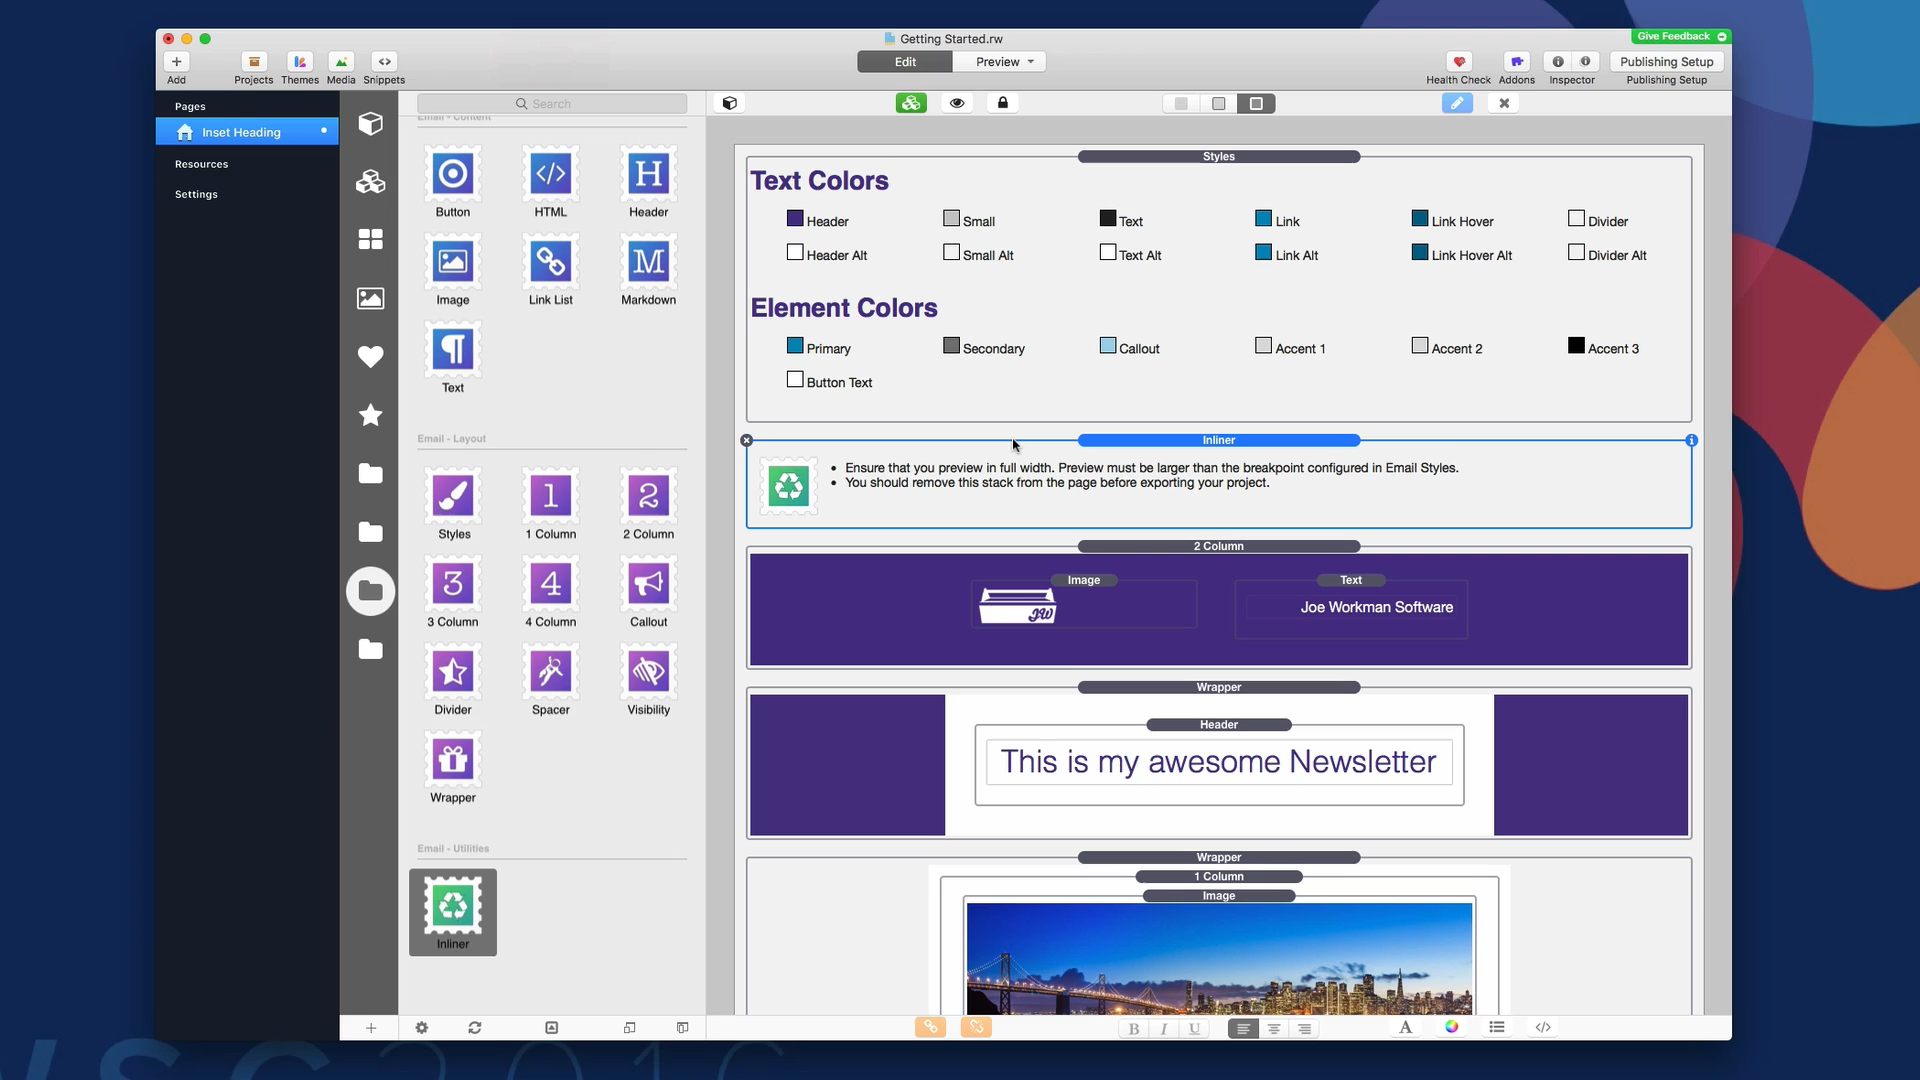 Getting Started.rw
Give Feedback
Edit
Preview
Publishing Setup
Add
Projects
Themes
Media
Snippets
Health Check
Addons
Inspector
Publishing Setup
Pages
Inset Heading
Resources
Settings
Search
Email - Content
Button
HTML
Header
Image
Link List
Markdown
Text
Email - Layout
Styles
1 Column
2 Column
3 Column
4 Column
Callout
Divider
Spacer
Visibility
Wrapper
Email - Utilities
Inliner
Styles
Text Colors
Header
Small
Text
Link
Link Hover
Divider
Header Alt
Small Alt
Text Alt
Link Alt
Link Hover Alt
Divider Alt
Element Colors
Primary
Secondary
Callout
Accent 1
Accent 2
Accent 3
Button Text
Inliner
• Ensure that you preview in full width. Preview must be larger than the breakpoint configured in Email Styles.
• You should remove this stack from the page before exporting your project.
2 Column
Image
Text
JW
Joe Workman Software
Wrapper
Header
This is my awesome Newsletter
Wrapper
1 Column
Image
B I U
A